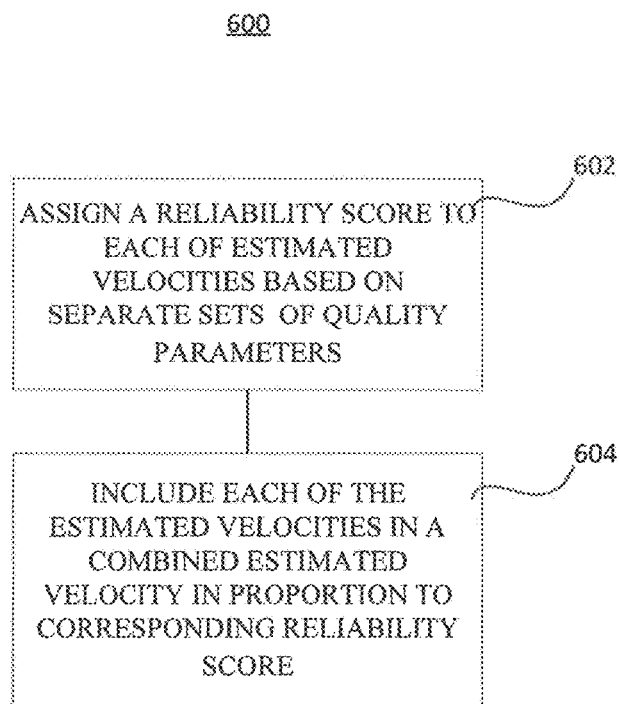 600
602
ASSIGN A RELIABILITY SCORE TO
EACH OF ESTIMATED
VELOCITIES BASED ON
SEPARATE SETS OF QUALITY
PARAMETERS
604
INCLUDE EACH OF THE
ESTIMATED VELOCITIES IN A
COMBINED ESTIMATED
VELOCITY IN PROPORTION TO
CORRESPONDING RELIABILITY
SCORE